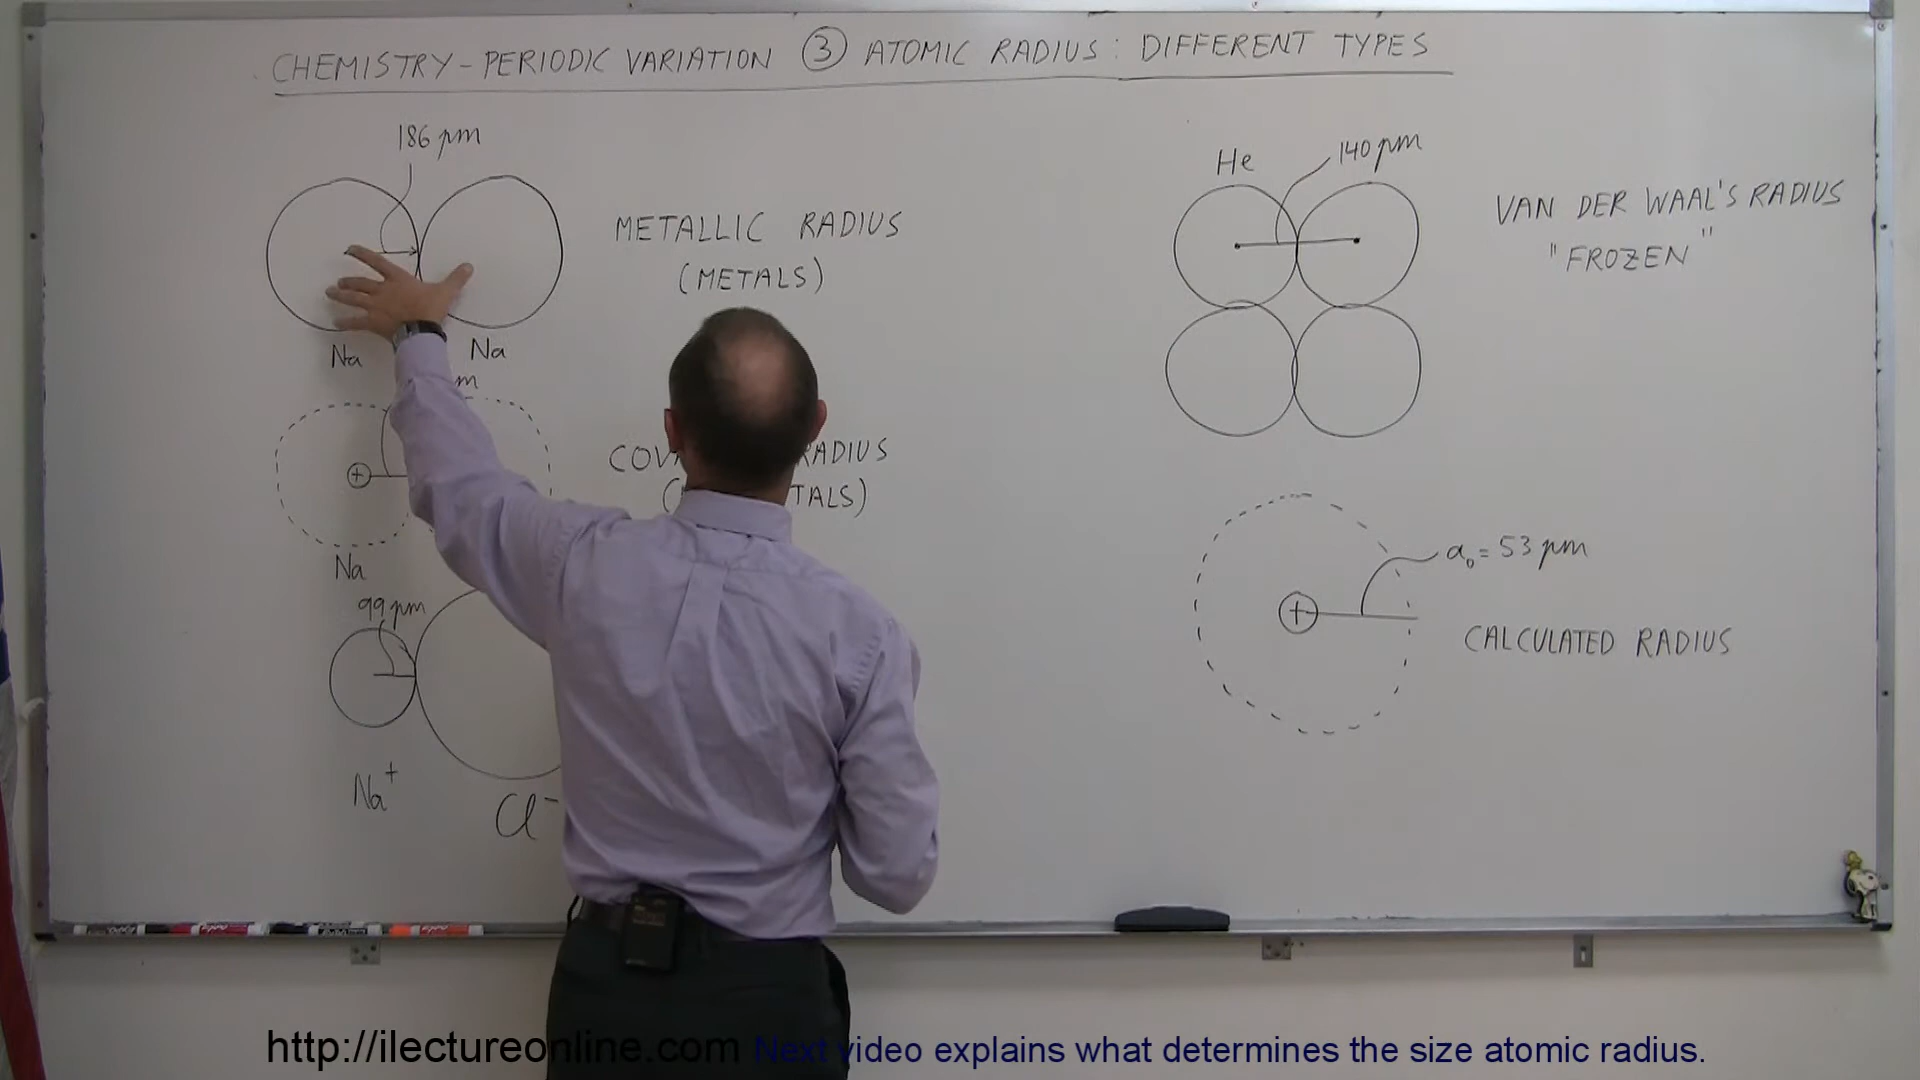 CHEMISTRY - PERIODIC VARIATION ③ ATOMIC RADIUS: DIFFERENT TYPES
186 pm
METALLIC RADIUS
(METALS)
Na Na
m
RADIUS
Na
99 pm
Na⁺
Cl⁻
He
140 pm
VAN DER WAAL'S RADIUS
"FROZEN"
a₀ = 53 pm
CALCULATED RADIUS
http://ilectureonline.com Next video explains what determines the size atomic radius.